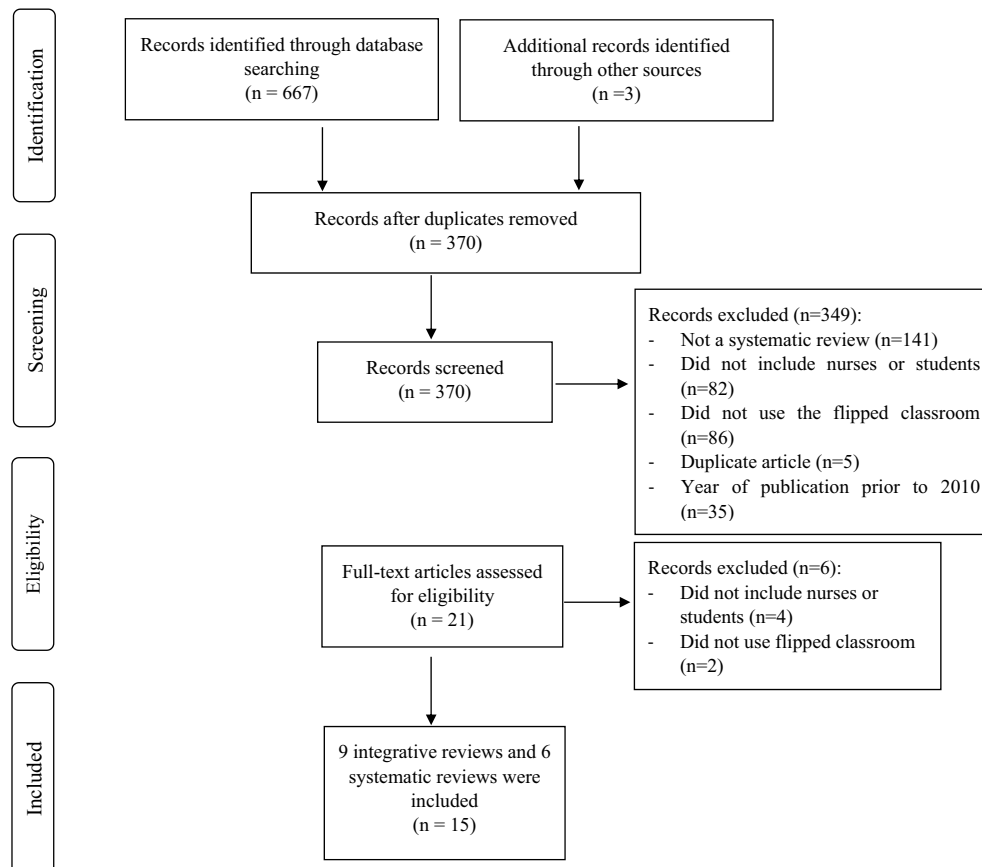 Identification
Records identified through database
searching
(n = 667)
Additional records identified
through other sources
(n =3)
Records after duplicates removed
(n = 370)
Screening
Records screened
(n = 370)
Records excluded (n=349):
- Not a systematic review (n=141)
- Did not include nurses or students
(n=82)
- Did not use the flipped classroom
(n=86)
- Duplicate article (n=5)
- Year of publication prior to 2010
(n=35)
Eligibility
Full-text articles assessed
for eligibility
(n = 21)
Records excluded (n=6):
- Did not include nurses or
students (n=4)
- Did not use flipped classroom
(n=2)
Included
9 integrative reviews and 6
systematic reviews were
included
(n = 15)